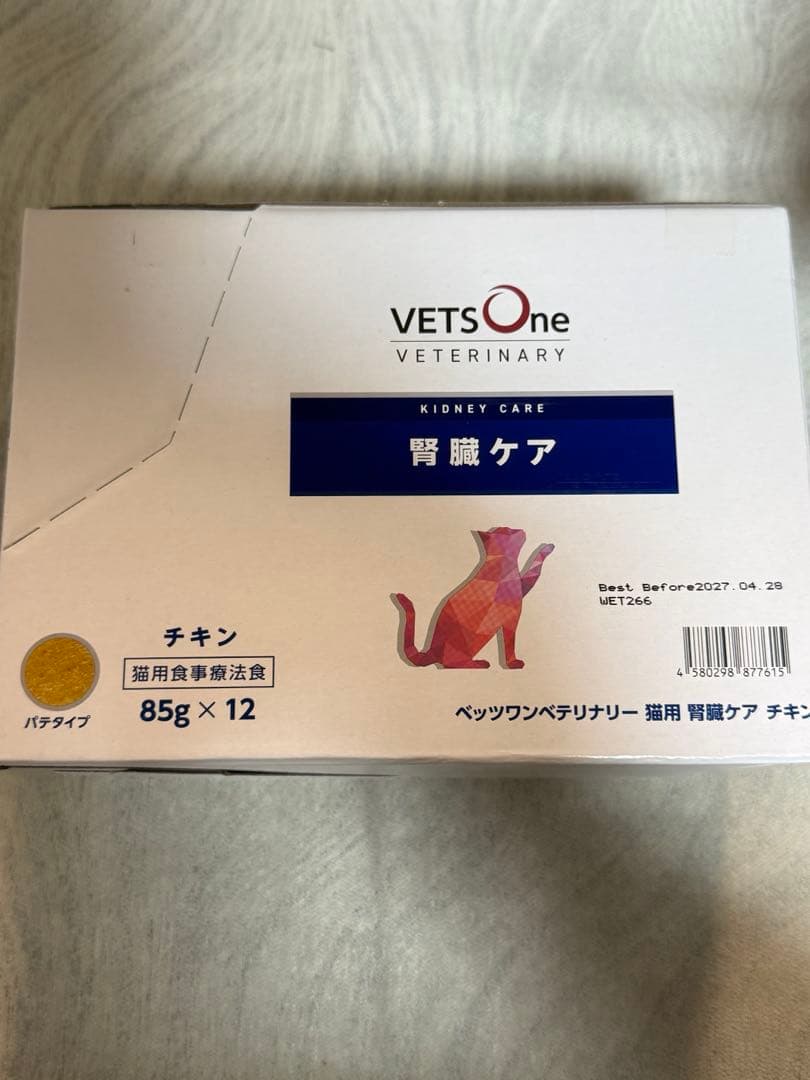 VETSOne
VETERINARY
KIDNEY CARE
腎臓ケア
Best Before2027.04.28
WET266
チキン
猫用食事療法食
85g×12
パテタイプ
4 580298 877615
ベッツワンベテリナリー 猫用 腎臓ケア チキン